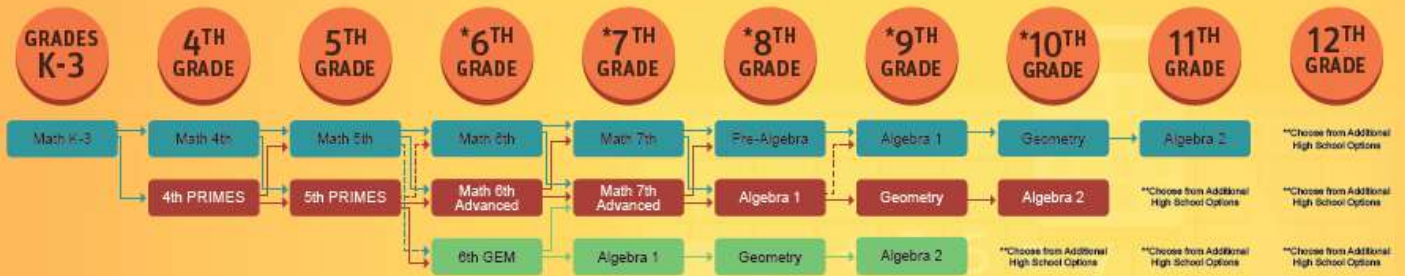 GRADES
K-3
4TH
GRADE
5TH
GRADE
*6TH
GRADE
*7TH
GRADE
*8TH
GRADE
*9TH
GRADE
*10TH
GRADE
11TH
GRADE
12TH
GRADE
Math K-3
Math 4th
Math 5th
Math 6th
Math 7th
Pre-Algebra
Algebra 1
Geometry
Algebra 2
**Choose from Additional
High School Options
4th PRIMES
5th PRIMES
Math 6th
Advanced
Math 7th
Advanced
Algebra 1
Geometry
Algebra 2
**Choose from Additional
High School Options
**Choose from Additional
High School Options
6th GEM
Algebra 1
Geometry
Algebra 2
**Choose from Additional
High School Options
**Choose from Additional
High School Options
**Choose from Additional
High School Options